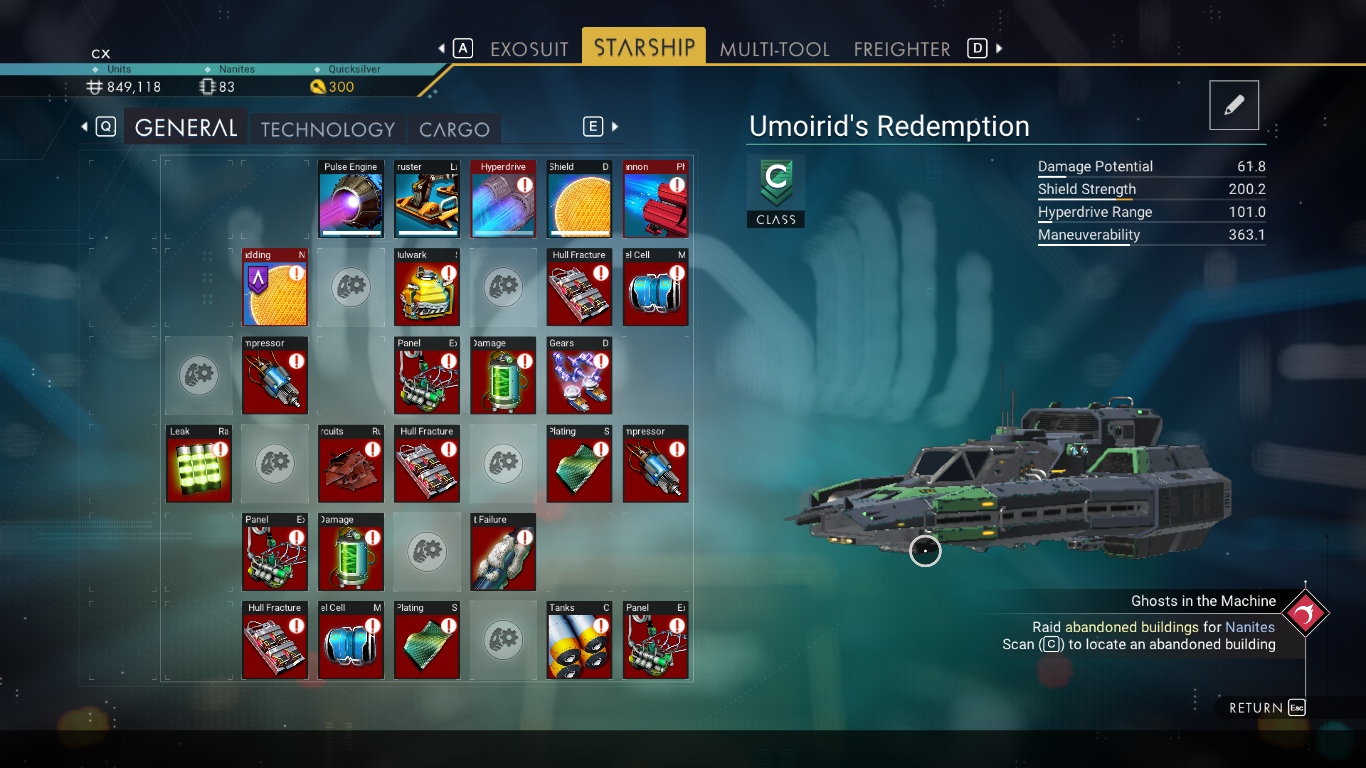 A EXOSUIT STARSHIP MULTI-TOOL FREIGHTER D
CX
Units Nanites Quicksilver
849,118 83 300
Q GENERAL TECHNOLOGY CARGO E
Umoirid's Redemption
C
CLASS
Damage Potential 61.8
Shield Strength 200.2
Hyperdrive Range 101.0
Maneuverability 363.1
Pulse Engine ruster Hyperdrive Shield D nnon
dding N ulwark Hull Fracture el Cell M
mpressor Panel Damage Gears D
Leak Ra rcuits Ru Hull Fracture Plating S mpressor
Panel Damage t Failure
Hull Fracture el Cell M Plating S Tanks C Panel
Ghosts in the Machine
Raid abandoned buildings for Nanites
Scan (C) to locate an abandoned building
RETURN Esc